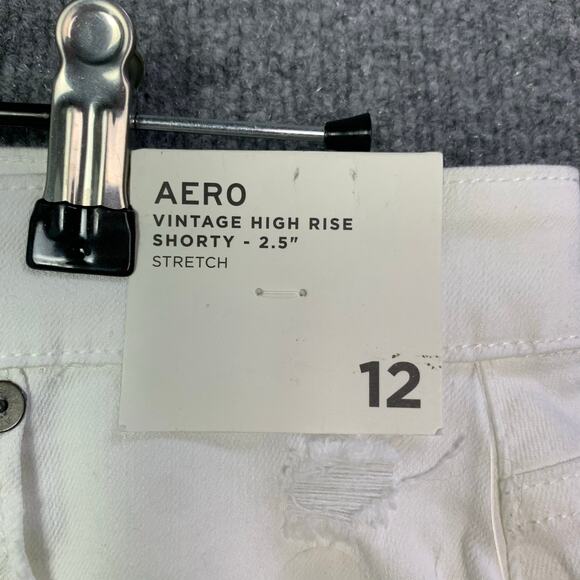 AERO
VINTAGE HIGH RISE
SHORTY - 2.5"
STRETCH
12